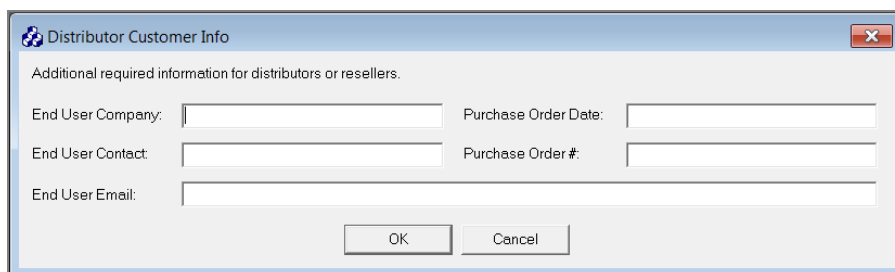 Distributor Customer Info
Additional required information for distributors or resellers.
End User Company: Purchase Order Date:
End User Contact: Purchase Order #:
End User Email:
OK Cancel